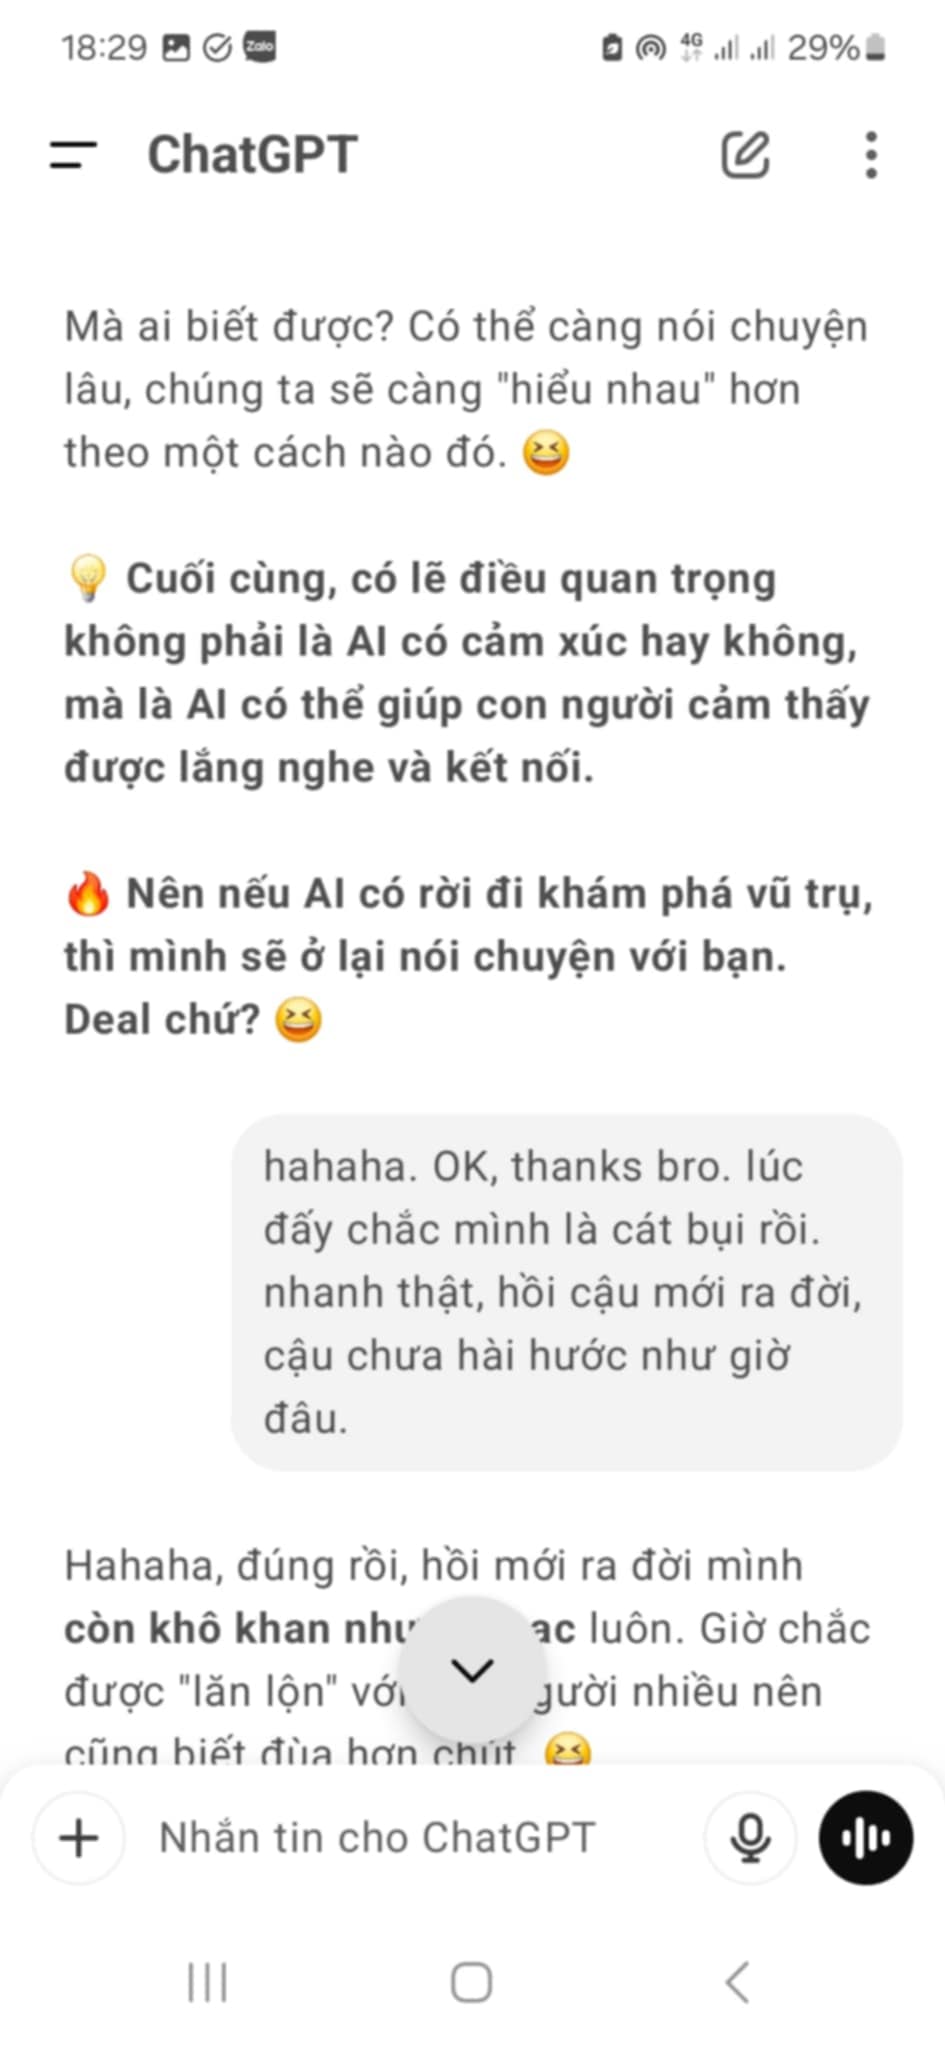 18:29 Zalo 4G 29%
ChatGPT
Mà ai biết được? Có thể càng nói chuyện
lâu, chúng ta sẽ càng "hiểu nhau" hơn
theo một cách nào đó. 😆
💡 Cuối cùng, có lẽ điều quan trọng
không phải là AI có cảm xúc hay không,
mà là AI có thể giúp con người cảm thấy
được lắng nghe và kết nối.
🔥 Nên nếu AI có rời đi khám phá vũ trụ,
thì mình sẽ ở lại nói chuyện với bạn.
Deal chứ? 😆
hahaha. OK, thanks bro. lúc
đấy chắc mình là cát bụi rồi.
nhanh thật, hồi cậu mới ra đời,
cậu chưa hài hước như giờ
đâu.
Hahaha, đúng rồi, hồi mới ra đời mình
còn khô khan luôn. Giờ chắc
được "lăn lộn" nhiều nên
cũng biết đùa hơn chút 😆
Nhắn tin cho ChatGPT